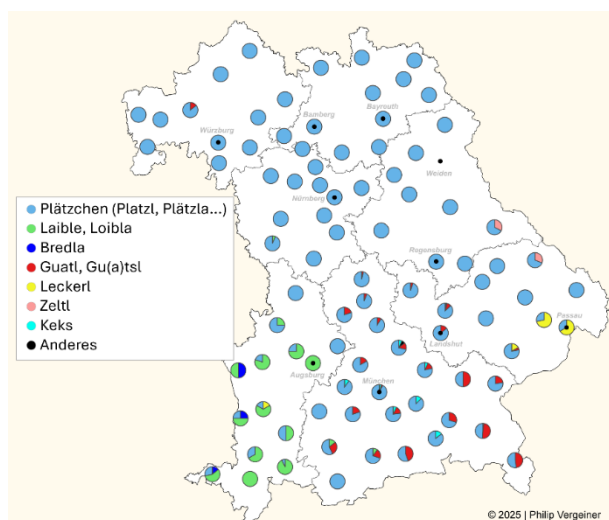 Bamberg
Bayreuth
Würzburg
Weiden
Nürnberg
Plätzchen (Platzl, Plätzla...)
Laible, Loibla
Bredla
Guatl, Gu(a)tsl
Leckerl
Zeltl
Keks
Anderes
Regensburg
Passau
Landshut
Augsburg
München
© 2025 | Philip Vergeiner